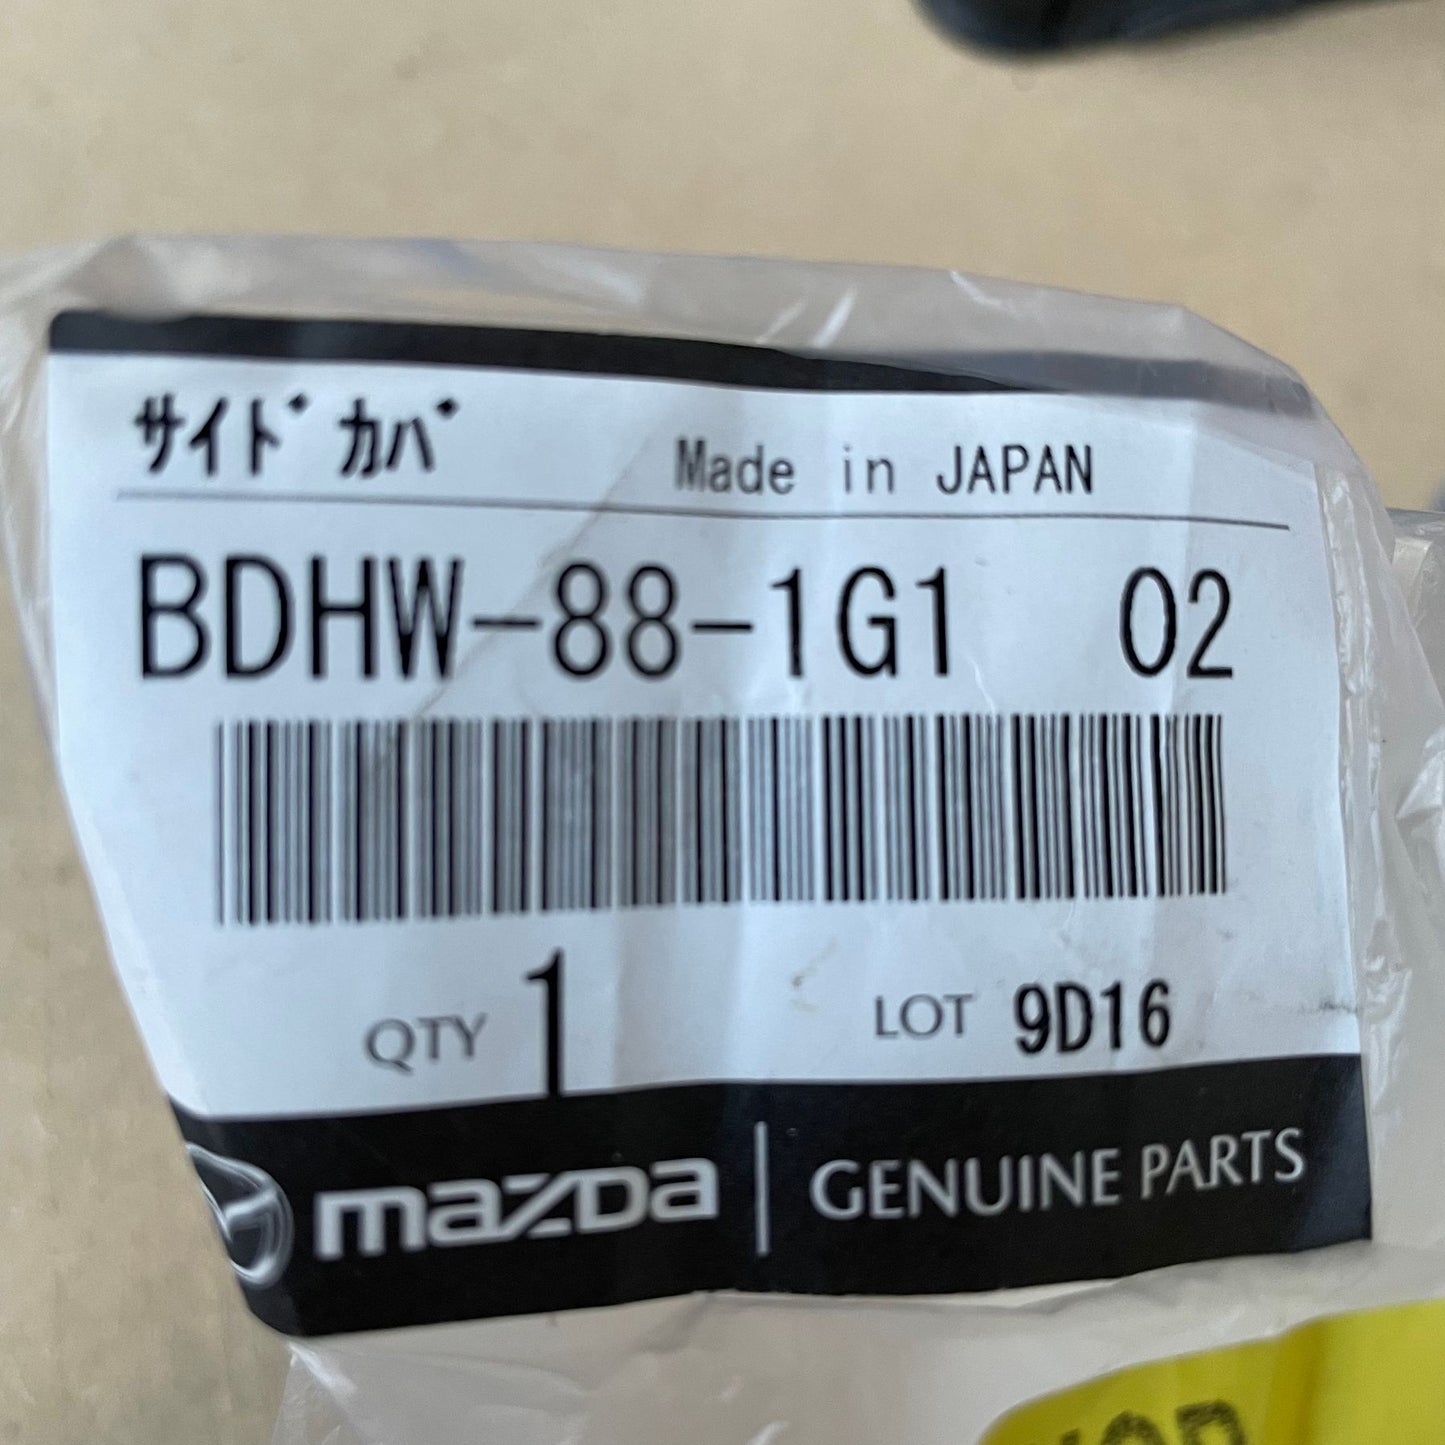 ｻｲﾄﾞ ｶﾊﾞ
Made in JAPAN
BDHW-88-1G1 02
QTY 1
LOT 9D16
mazda | GENUINE PARTS